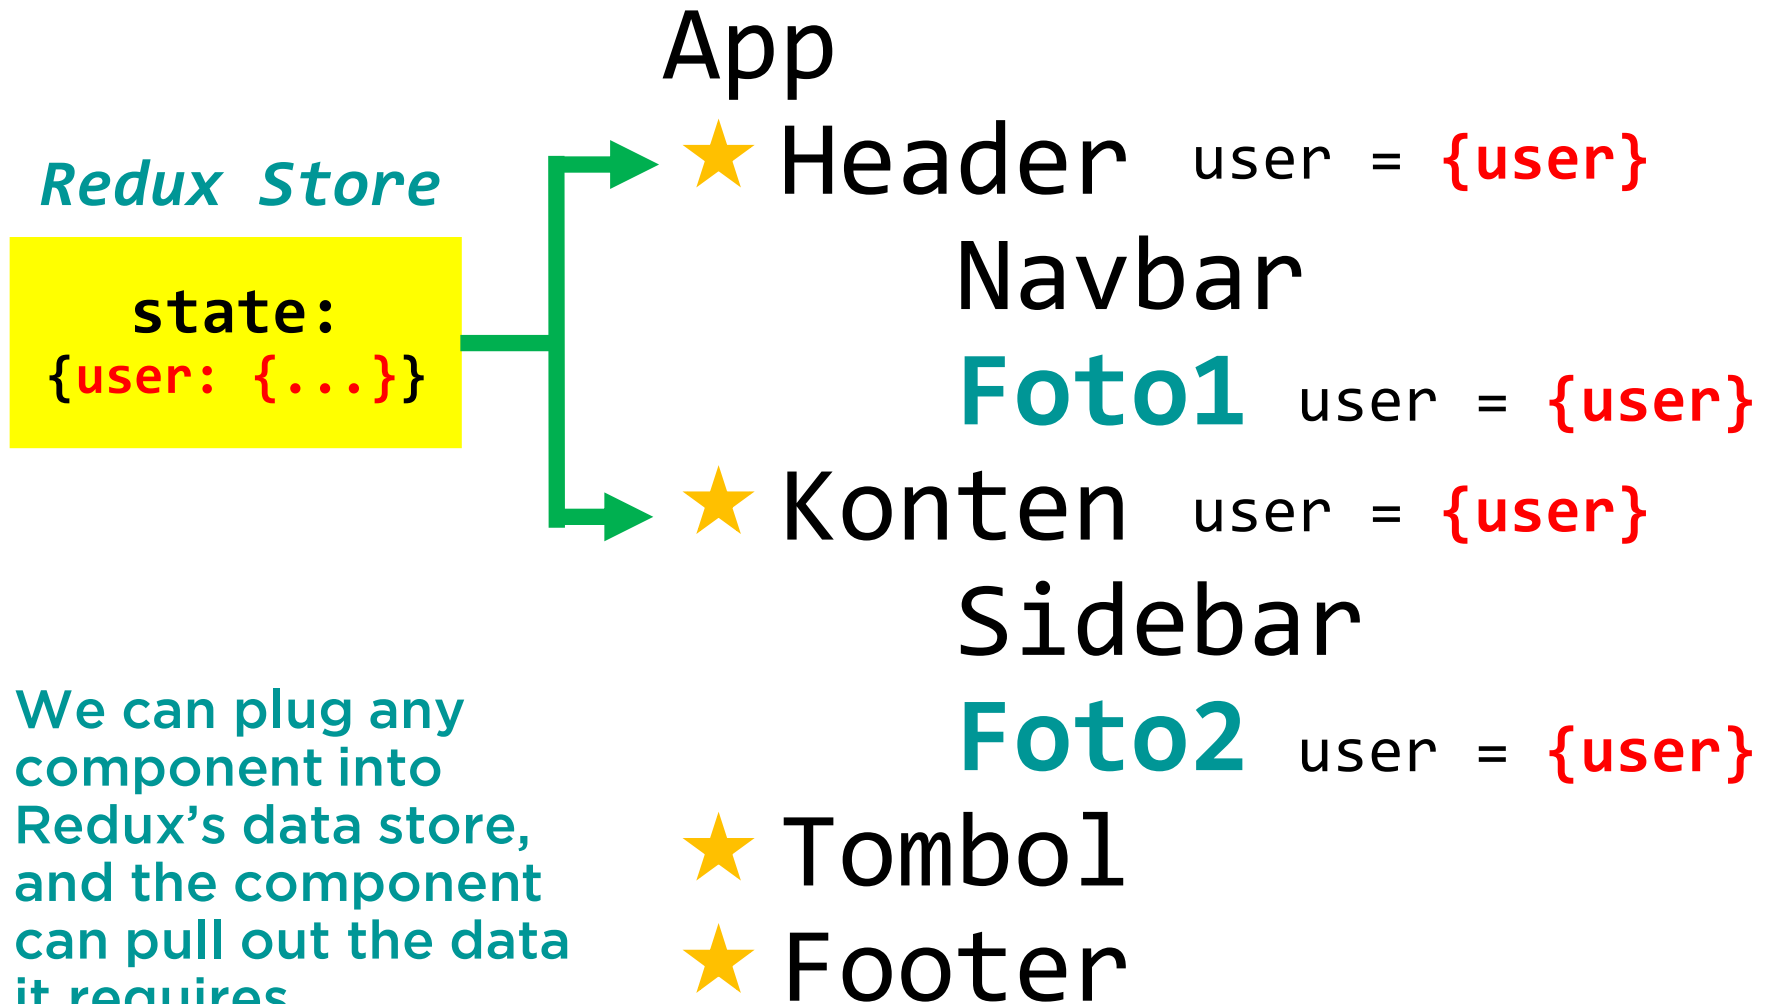 App
Header user = {user}
Redux Store
Navbar
state:
{user: {...}}
Foto1 user = {user}
Konten user = {user}
Sidebar
Foto2 user = {user}
Tombol
Footer
We can plug any
component into
Redux’s data store,
and the component
can pull out the data
it requires